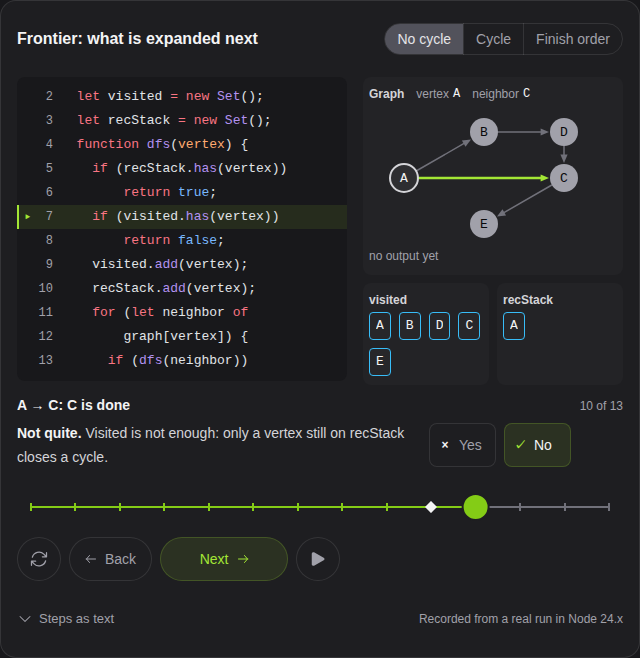 Frontier: what is expanded next
No cycle Cycle Finish order
2 let visited = new Set();
3 let recStack = new Set();
4 function dfs(vertex) {
5 if (recStack.has(vertex))
6 return true;
7 if (visited.has(vertex))
8 return false;
9 visited.add(vertex);
10 recStack.add(vertex);
11 for (let neighbor of
12 graph[vertex]) {
13 if (dfs(neighbor))
Graph vertex A neighbor C
B D
A C
E
no output yet
visited
A B D C
E
recStack
A
A → C: C is done
10 of 13
Not quite. Visited is not enough: only a vertex still on recStack
closes a cycle.
× Yes ✓ No
← Back Next →
Steps as text
Recorded from a real run in Node 24.x